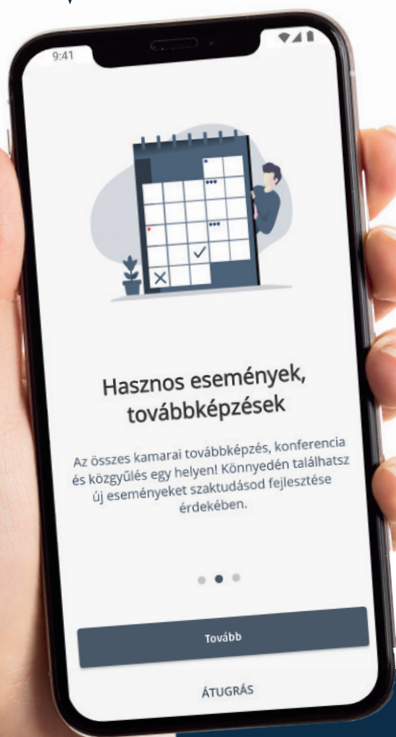 9:41
Hasznos események,
továbbképzések
Az összes kamarai továbbképzés, konferencia
és közgyűlés egy helyen! Könnyedén találhatsz
új eseményeket szaktudásod fejlesztése
érdekében.
Tovább
ÁTUGRÁS